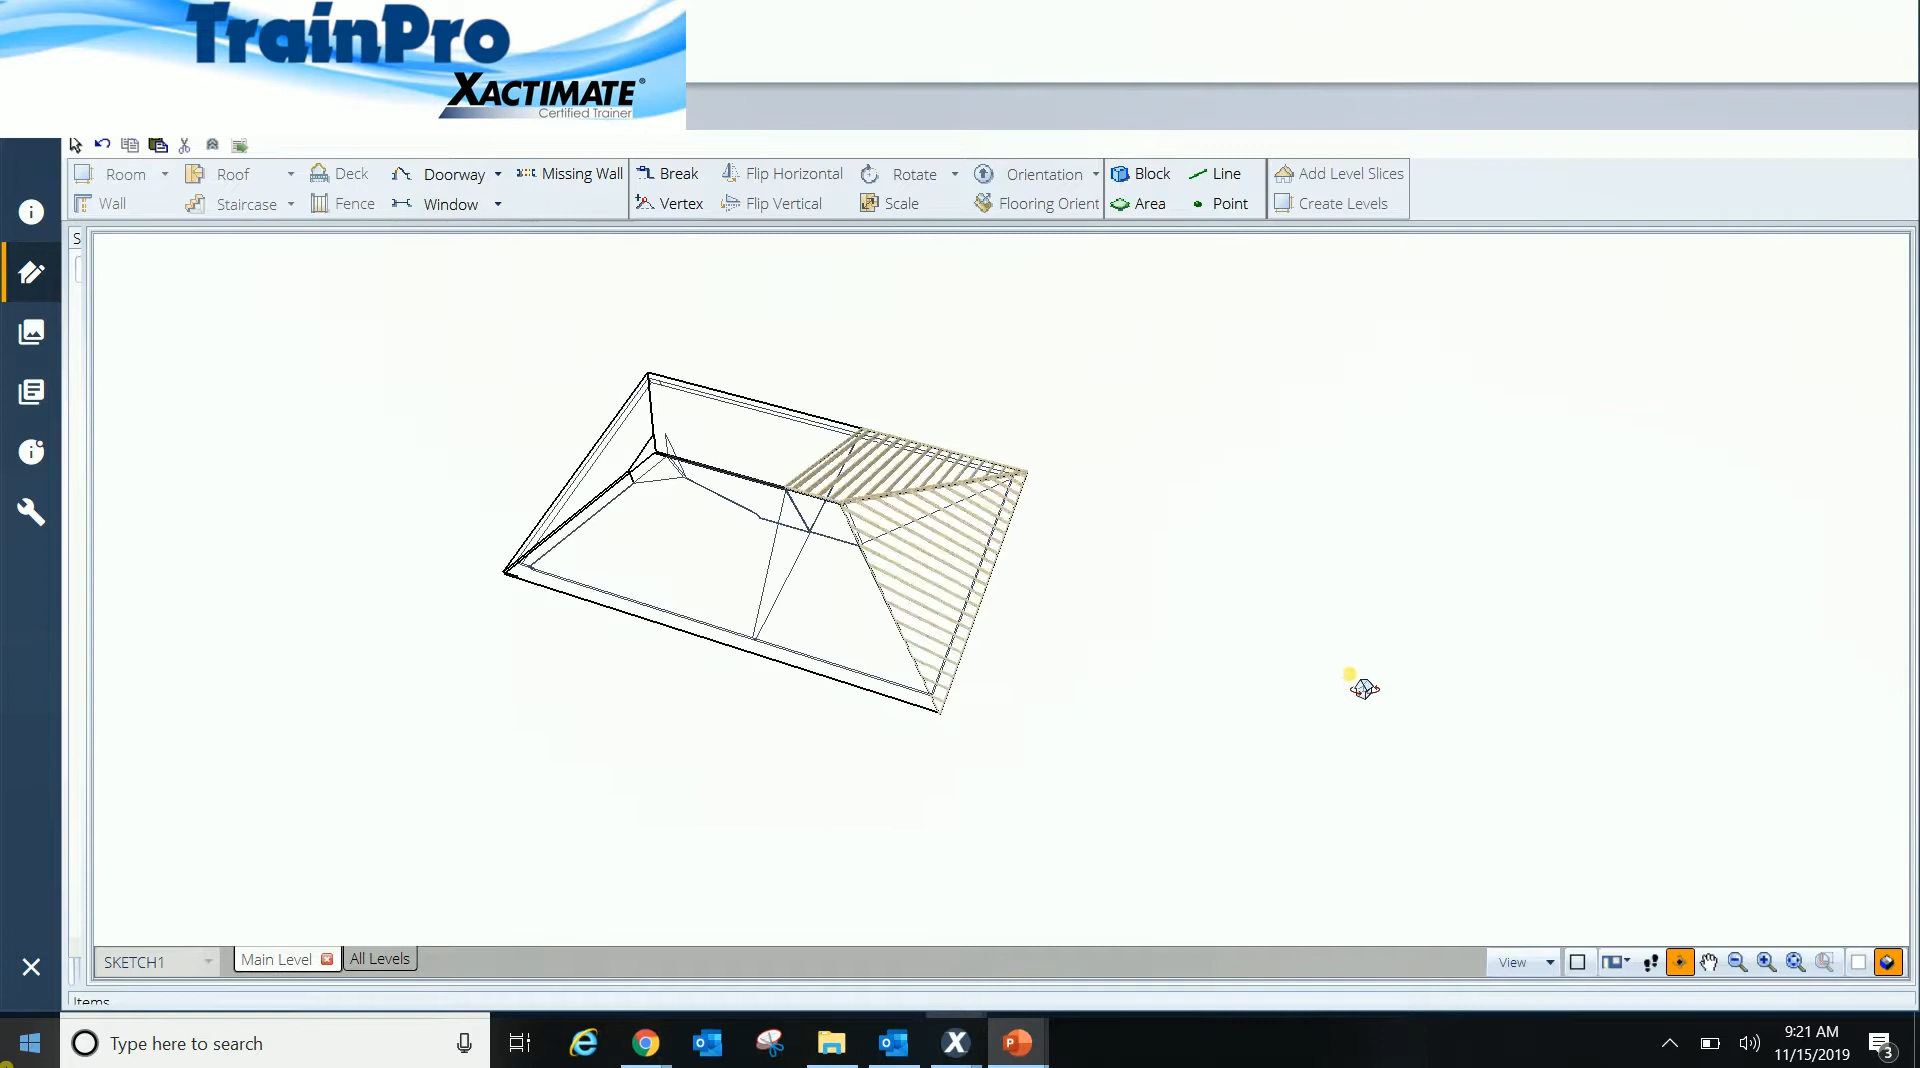 TrainPro
XACTIMATE®
Certified Trainer
Room Roof Deck Doorway Missing Wall Break Flip Horizontal Rotate Orientation Block Line Add Level Slices
Wall Staircase Fence Window Vertex Flip Vertical Scale Flooring Orient Area Point Create Levels
S
SKETCH1 Main Level All Levels View
Items
Type here to search
9:21 AM
11/15/2019
3